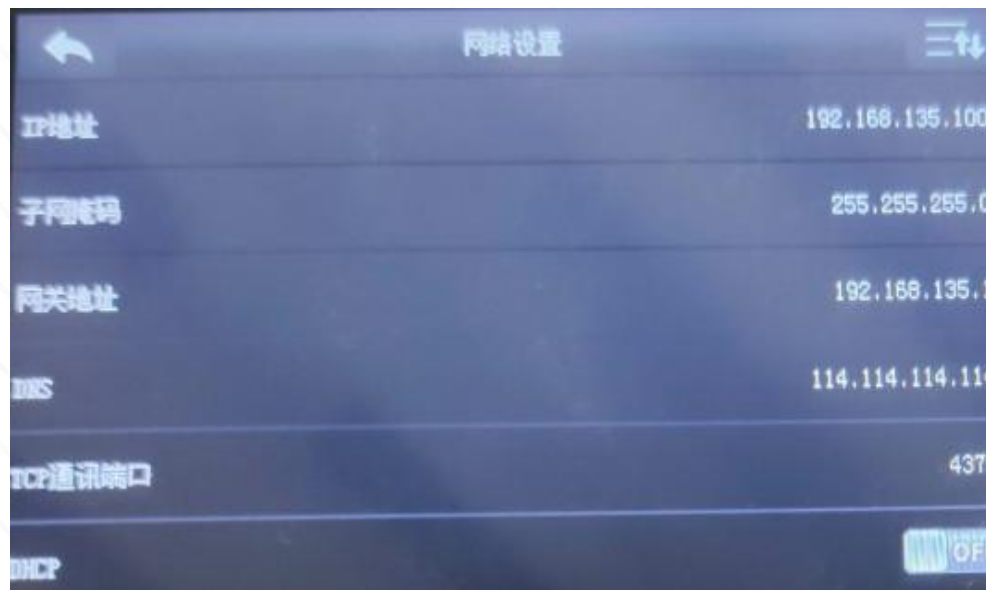 网络设置
IP地址 192.168.135.100
子网掩码 255.255.255.0
网关地址 192.168.135.
DNS 114.114.114.11
TCP通讯端口 437
DHCP OF